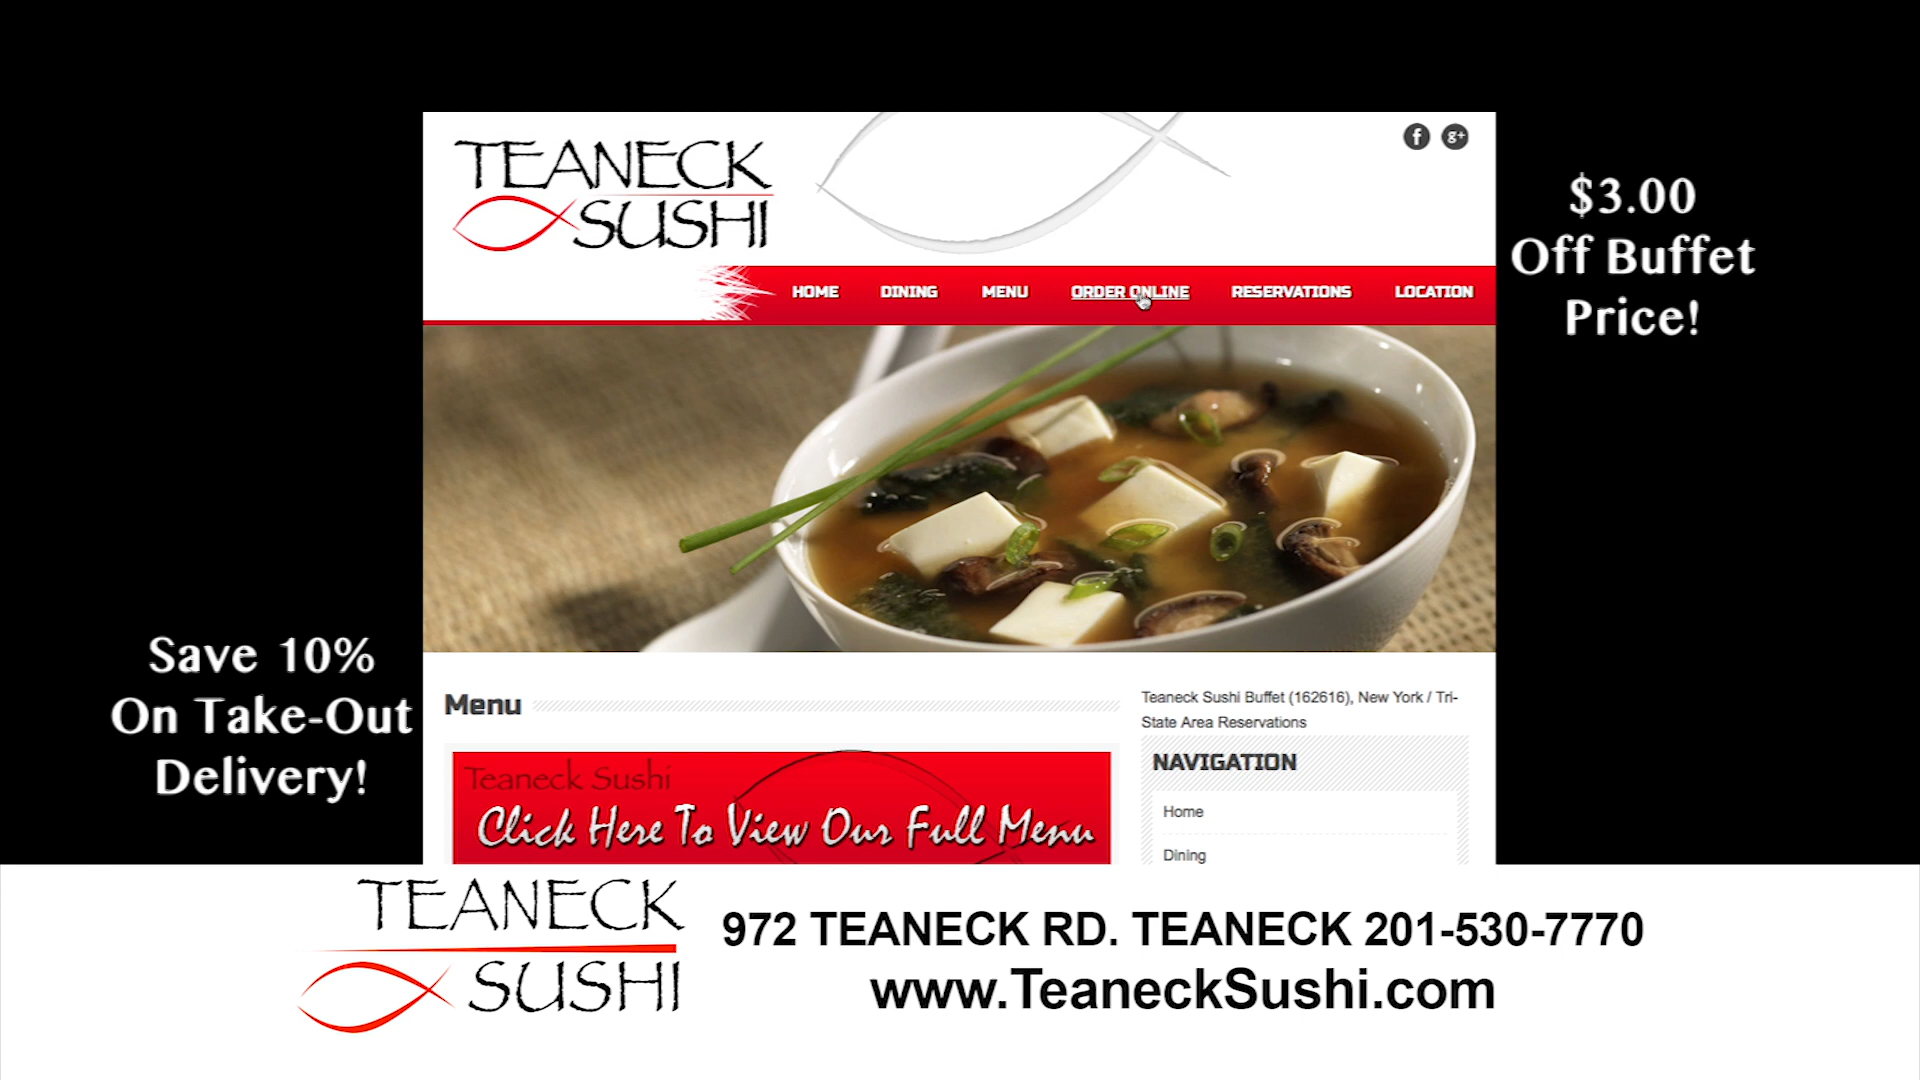 TEANECK
SUSHI
f
g+
HOME DINING MENU ORDER ONLINE RESERVATIONS LOCATION
$3.00
Off Buffet
Price!
Save 10%
On Take-Out
Delivery!
Menu
Teaneck Sushi
Click Here To View Our Full Menu
Teaneck Sushi Buffet (162616), New York / Tri-
State Area Reservations
NAVIGATION
Home
Dining
TEANECK
SUSHI
972 TEANECK RD. TEANECK 201-530-7770
www.TeaneckSushi.com